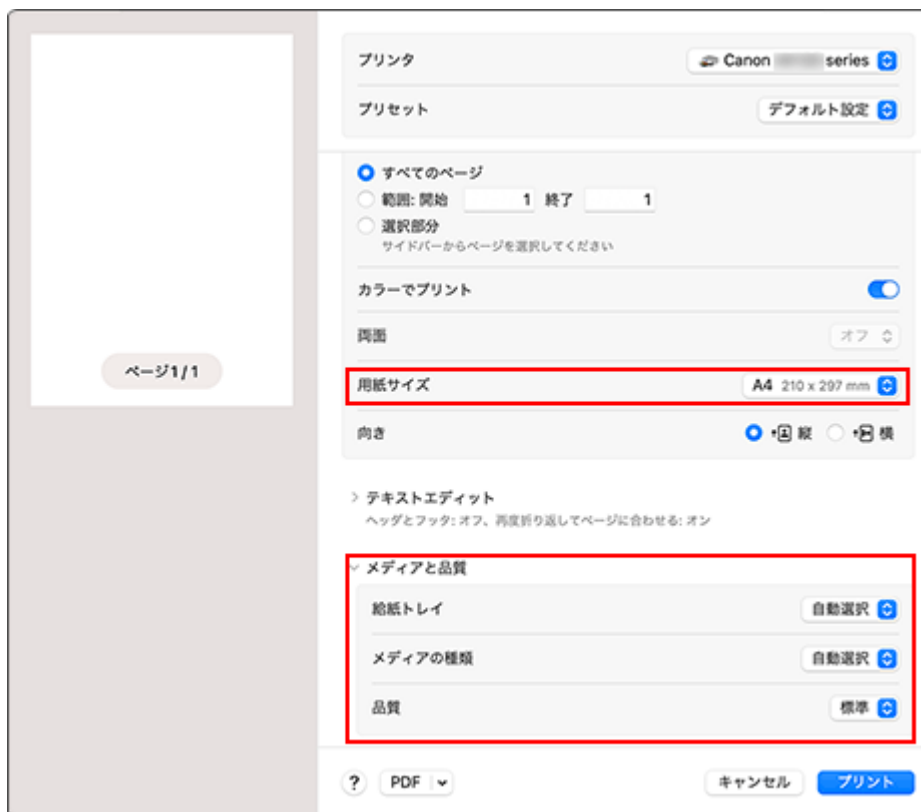 ページ1/1
プリンタ
Canon series
プリセット
デフォルト設定
すべてのページ
範囲: 開始 1 終了 1
選択部分
サイドバーからページを選択してください
カラーでプリント
両面
オフ
用紙サイズ
A4 210 x 297 mm
向き
縦 横
テキストエディット
ヘッダとフッタ: オフ、再度折り返してページに合わせる: オン
メディアと品質
給紙トレイ
自動選択
メディアの種類
自動選択
品質
標準
? PDF
キャンセル
プリント